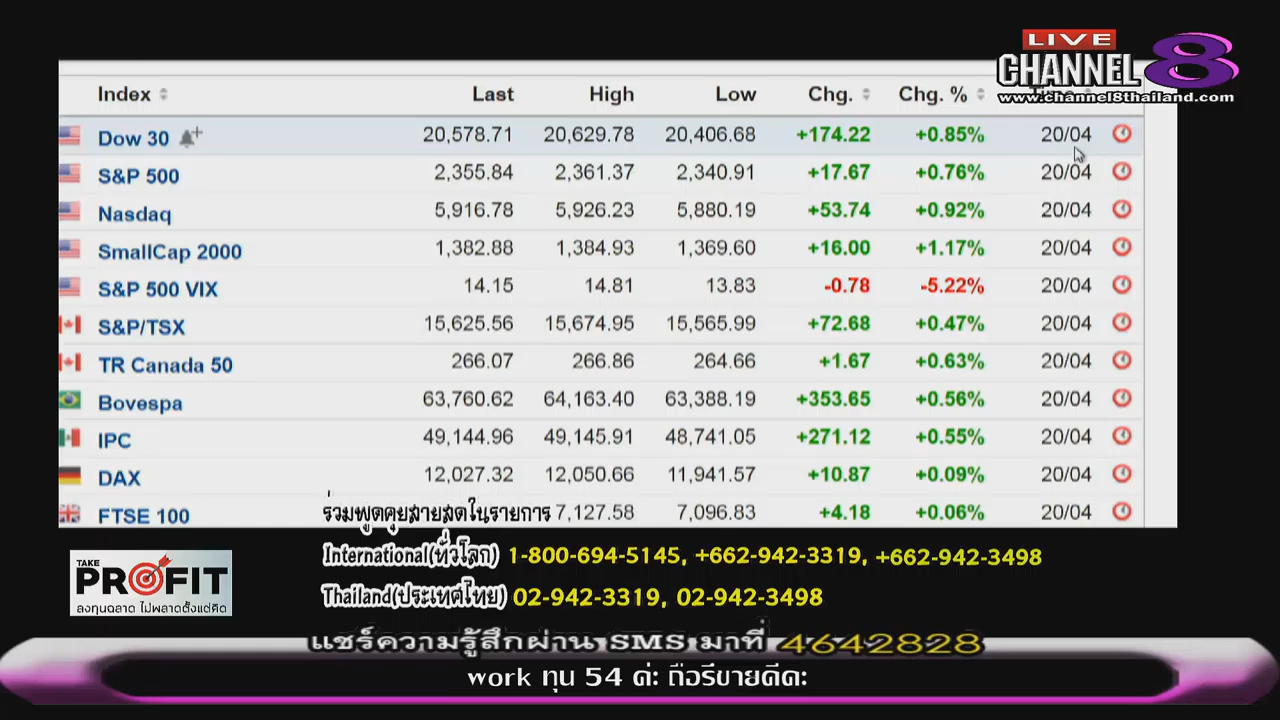 LIVE
CHANNEL 8
www.channel8thailand.com
Index Last High Low Chg. Chg. %
Dow 30 20,578.71 20,629.78 20,406.68 +174.22 +0.85% 20/04
S&P 500 2,355.84 2,361.37 2,340.91 +17.67 +0.76% 20/04
Nasdaq 5,916.78 5,926.23 5,880.19 +53.74 +0.92% 20/04
SmallCap 2000 1,382.88 1,384.93 1,369.60 +16.00 +1.17% 20/04
S&P 500 VIX 14.15 14.81 13.83 -0.78 -5.22% 20/04
S&P/TSX 15,625.56 15,674.95 15,565.99 +72.68 +0.47% 20/04
TR Canada 50 266.07 266.86 264.66 +1.67 +0.63% 20/04
Bovespa 63,760.62 64,163.40 63,388.19 +353.65 +0.56% 20/04
IPC 49,144.96 49,145.91 48,741.05 +271.12 +0.55% 20/04
DAX 12,027.32 12,050.66 11,941.57 +10.87 +0.09% 20/04
FTSE 100 7,127.58 7,096.83 +4.18 +0.06% 20/04
ร่วมพูดคุยสายสดในรายการ
International(ทั่วโลก) 1-800-694-5145, +662-942-3319, +662-942-3498
Thailand(ประเทศไทย) 02-942-3319, 02-942-3498
TAKE
PROFIT
ลงทุนฉลาด ไม่พลาดตั้งแต่คิด
แชร์ความรู้สึกผ่าน SMS มาที่ 4642828
work ทุน 54 ค่ะ ถือรึขายดีคะ